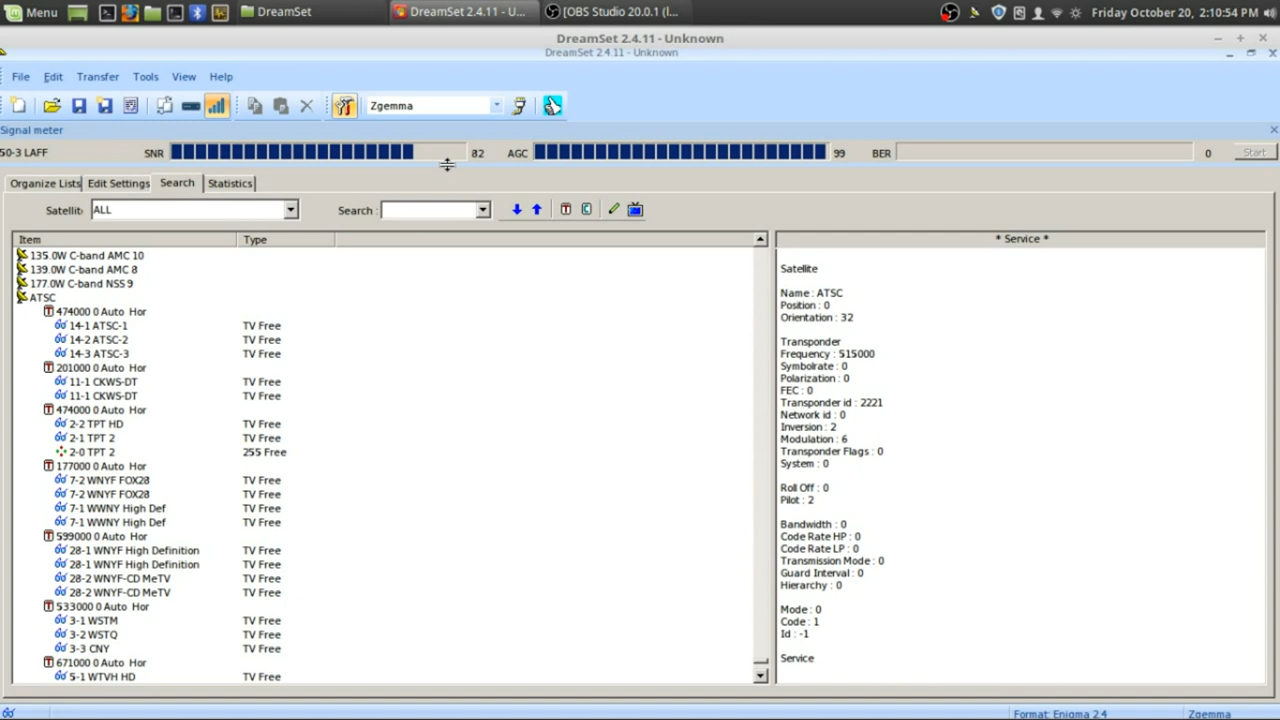 Menu DreamSet DreamSet 2.4.11 - U... [OBS Studio 20.0.1 (l... Friday October 20, 2:10:54 PM
DreamSet 2.4.11 - Unknown
DreamSet 2.4.11 - Unknown
File Edit Transfer Tools View Help
Zgemma
Signal meter
50-3 LAFF SNR 82 AGC 99 BER 0 Start
Organize Lists Edit Settings Search Statistics
Satellit ALL Search :
Item Type * Service *
135.0W C-band AMC 10
139.0W C-band AMC 8
177.0W C-band NSS 9
ATSC
474000 0 Auto Hor
14-1 ATSC-1 TV Free
14-2 ATSC-2 TV Free
14-3 ATSC-3 TV Free
201000 0 Auto Hor
11-1 CKWS-DT TV Free
11-1 CKWS-DT TV Free
474000 0 Auto Hor
2-2 TPT HD TV Free
2-1 TPT 2 TV Free
2-0 TPT 2 255 Free
177000 0 Auto Hor
7-2 WNYF FOX28 TV Free
7-2 WNYF FOX28 TV Free
7-1 WWNY High Def TV Free
7-1 WWNY High Def TV Free
599000 0 Auto Hor
28-1 WNYF High Definition TV Free
28-1 WNYF High Definition TV Free
28-2 WNYF-CD MeTV TV Free
28-2 WNYF-CD MeTV TV Free
533000 0 Auto Hor
3-1 WSTM TV Free
3-2 WSTQ TV Free
3-3 CNY TV Free
671000 0 Auto Hor
5-1 WTVH HD TV Free
Satellite
Name : ATSC
Position : 0
Orientation : 32
Transponder
Frequency : 515000
Symbolrate : 0
Polarization : 0
FEC : 0
Transponder id : 2221
Network id : 0
Inversion : 2
Modulation : 6
Transponder Flags : 0
System : 0
Roll Off : 0
Pilot : 2
Bandwidth : 0
Code Rate HP : 0
Code Rate LP : 0
Transmission Mode : 0
Guard Interval : 0
Hierarchy : 0
Mode : 0
Code : 1
Id : -1
Service
Format: Enigma 2.4 Zgemma